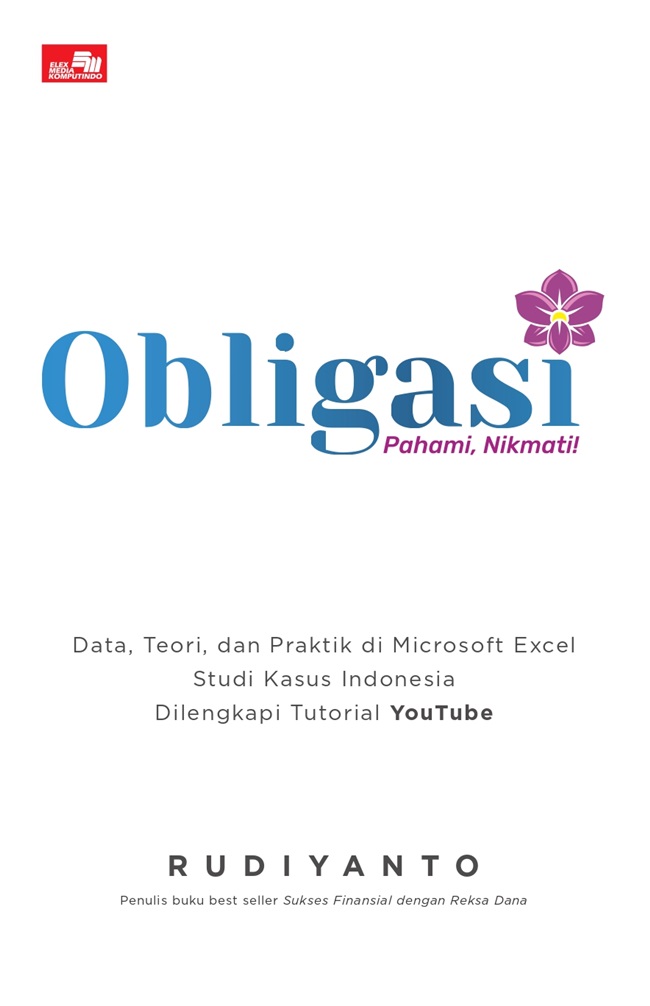 ELEX
MEDIA
KOMPUTINDO
Obligasi
Pahami, Nikmati!
Data, Teori, dan Praktik di Microsoft Excel
Studi Kasus Indonesia
Dilengkapi Tutorial YouTube
RUDIYANTO
Penulis buku best seller Sukses Finansial dengan Reksa Dana